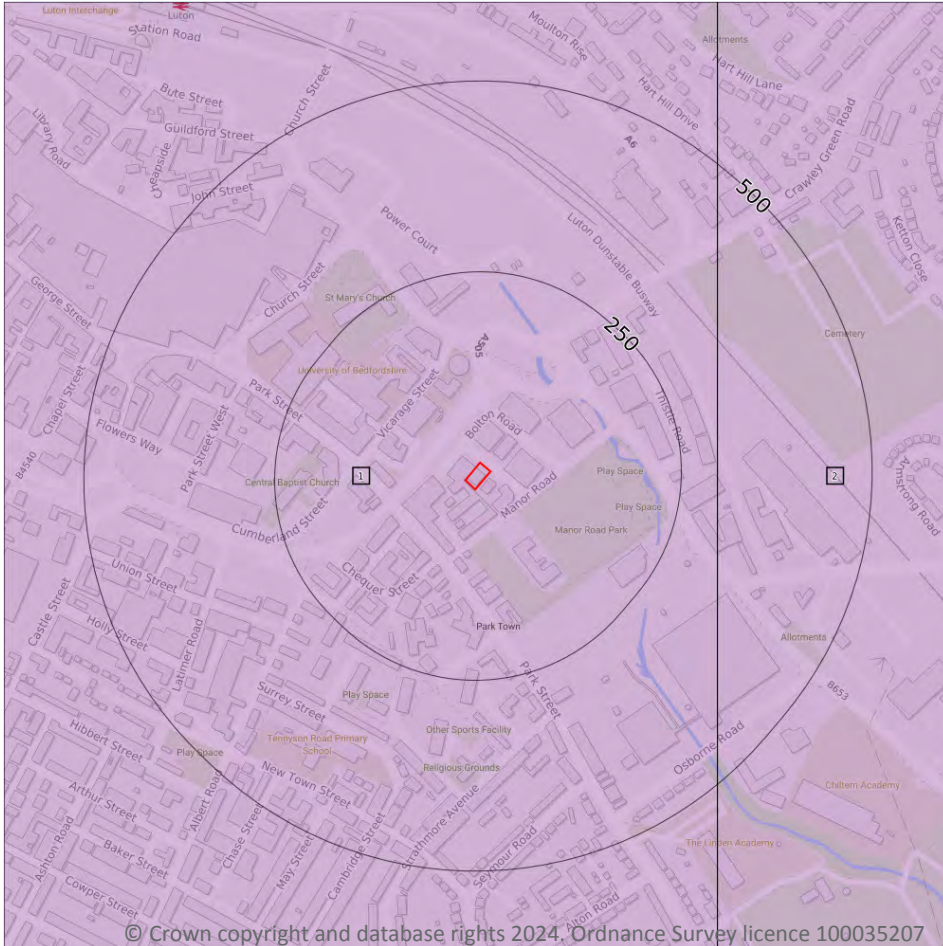 Luton Interchange
Luton
Station Road
Moulton Rise
Allotments
Hart Hill Lane
Hart Hill Drive
Bute Street
Church Street
Guildford Street
Library Road
Cheapside
John Street
A6
Crawley Green Road
500
Power Court
Luton Dunstable Busway
Ketton Close
Church Street
St Mary's Church
George Street
250
Cemetery
A505
University of Bedfordshire
Chapel Street
Park Street
Vicarage Street
Thistle Road
Flowers Way
Park Street West
Bolton Road
B4540
Central Baptist Church
1
Manor Road
Play Space
2
Armstrong Road
Play Space
Cumberland Street
Manor Road Park
Union Street
Chequer Street
Castle Street
Holly Street
Latimer Road
Park Town
Allotments
Surrey Street
Play Space
Park Street
B653
Hibbert Street
Play Space
Tennyson Road Primary
School
Other Sports Facility
Osborne Road
Religious Grounds
New Town Street
Chiltern Academy
Arthur Street
Albert Road
Strathmore Avenue
Chase Street
The Linden Academy
Ashton Road
Baker Street
May Street
Cambridge Street
Seymour Road
Cowper Street
Alton Road
© Crown copyright and database rights 2024. Ordnance Survey licence 100035207